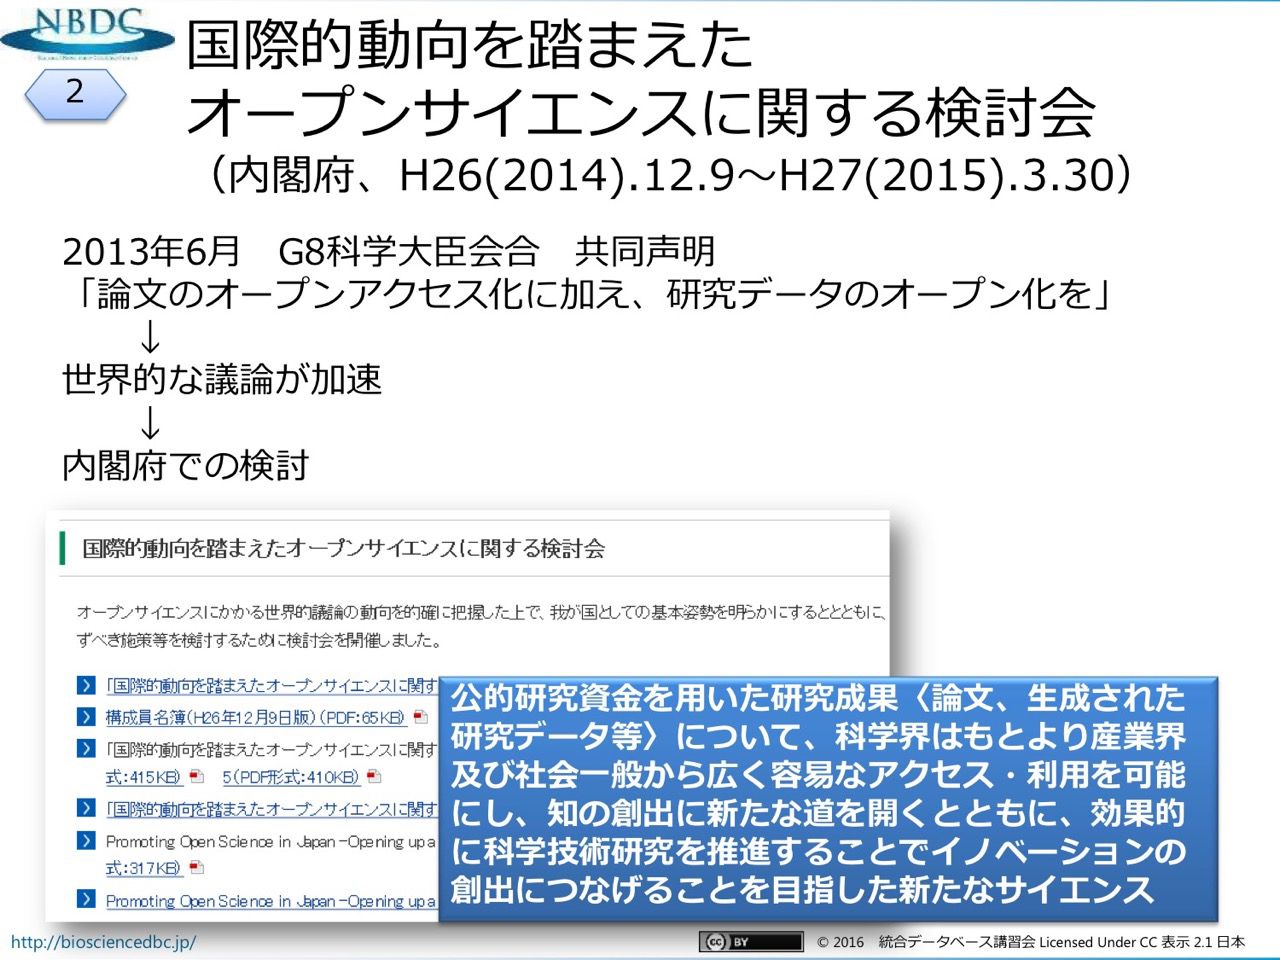 NBDC
2
国際的動向を踏まえた
オープンサイエンスに関する検討会
（内閣府、H26(2014).12.9～H27(2015).3.30）
2013年6月　G8科学大臣会合　共同声明
「論文のオープンアクセス化に加え、研究データのオープン化を」
↓
世界的な議論が加速
↓
内閣府での検討
国際的動向を踏まえたオープンサイエンスに関する検討会
オープンサイエンスにかかる世界的議論の動向を的確に把握した上で、我が国としての基本姿勢を明らかにするとともに、
ずべき施策等を検討するために検討会を開催しました。
「国際的動向を踏まえたオープンサイエンスに関す
構成員名簿（H26年12月9日版）（PDF:65KB）
「国際的動向を踏まえたオープンサイエンスに関す
式:415KB）　5（PDF形式:410KB）
「国際的動向を踏まえたオープンサイエンスに関す
Promoting Open Science in Japan-Opening up a
式:317KB）
Promoting Open Science in Japan-Opening up a
公的研究資金を用いた研究成果〈論文、生成された
研究データ等〉について、科学界はもとより産業界
及び社会一般から広く容易なアクセス・利用を可能
にし、知の創出に新たな道を開くとともに、効果的
に科学技術研究を推進することでイノベーションの
創出につなげることを目指した新たなサイエンス
http://biosciencedbc.jp/
cc BY © 2016　統合データベース講習会 Licensed Under CC 表示 2.1 日本